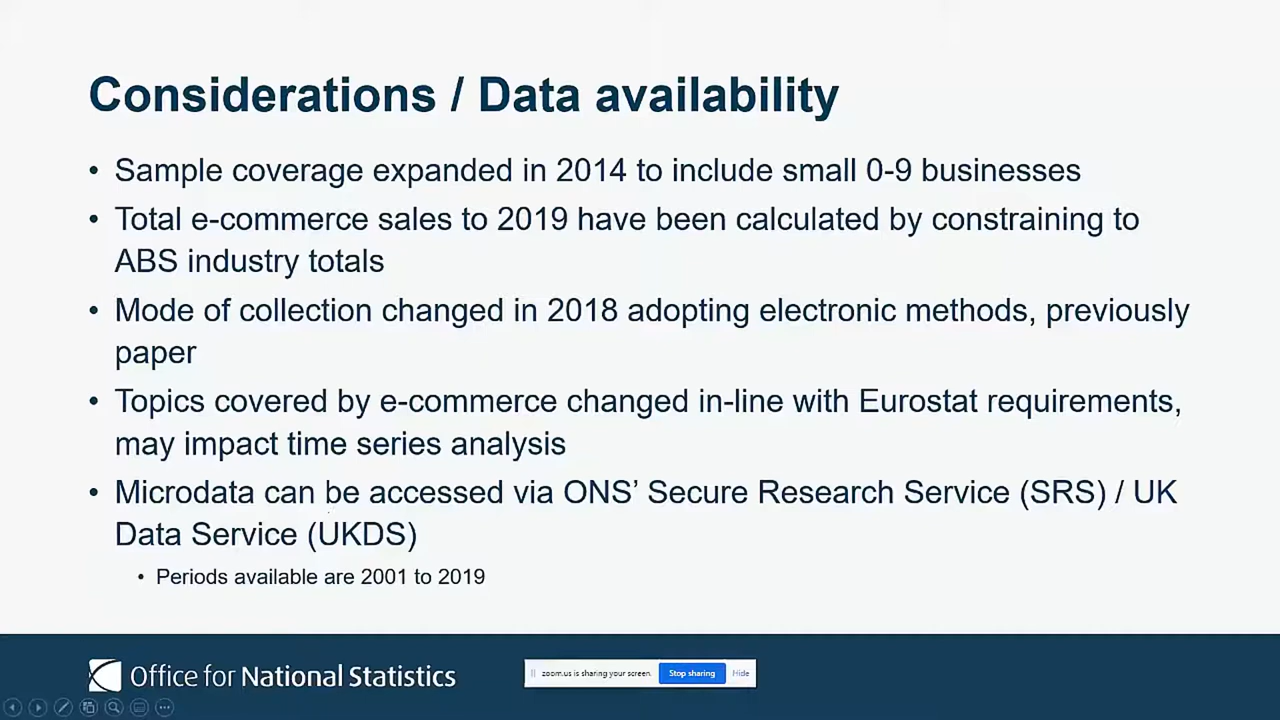 Considerations / Data availability
• Sample coverage expanded in 2014 to include small 0-9 businesses
• Total e-commerce sales to 2019 have been calculated by constraining to
ABS industry totals
• Mode of collection changed in 2018 adopting electronic methods, previously
paper
• Topics covered by e-commerce changed in-line with Eurostat requirements,
may impact time series analysis
• Microdata can be accessed via ONS’ Secure Research Service (SRS) / UK
Data Service (UKDS)
• Periods available are 2001 to 2019
Office for National Statistics
zoom.us is sharing your screen. Stop sharing Hide